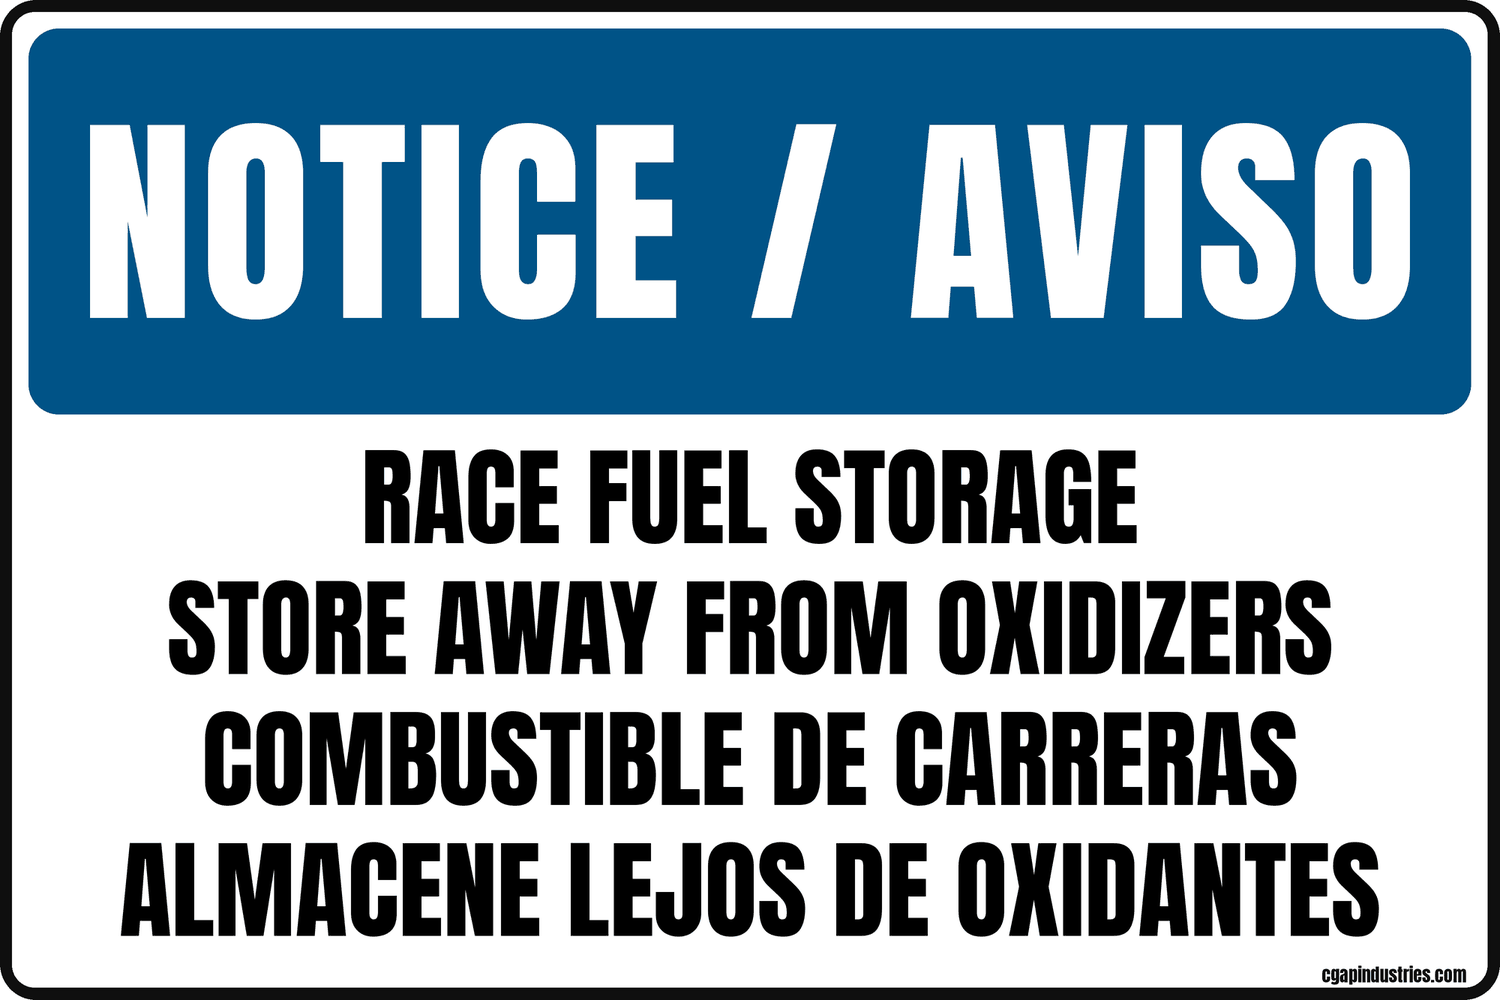 NOTICE / AVISO
RACE FUEL STORAGE
STORE AWAY FROM OXIDIZERS
COMBUSTIBLE DE CARRERAS
ALMACENE LEJOS DE OXIDANTES
cgapindustries.com